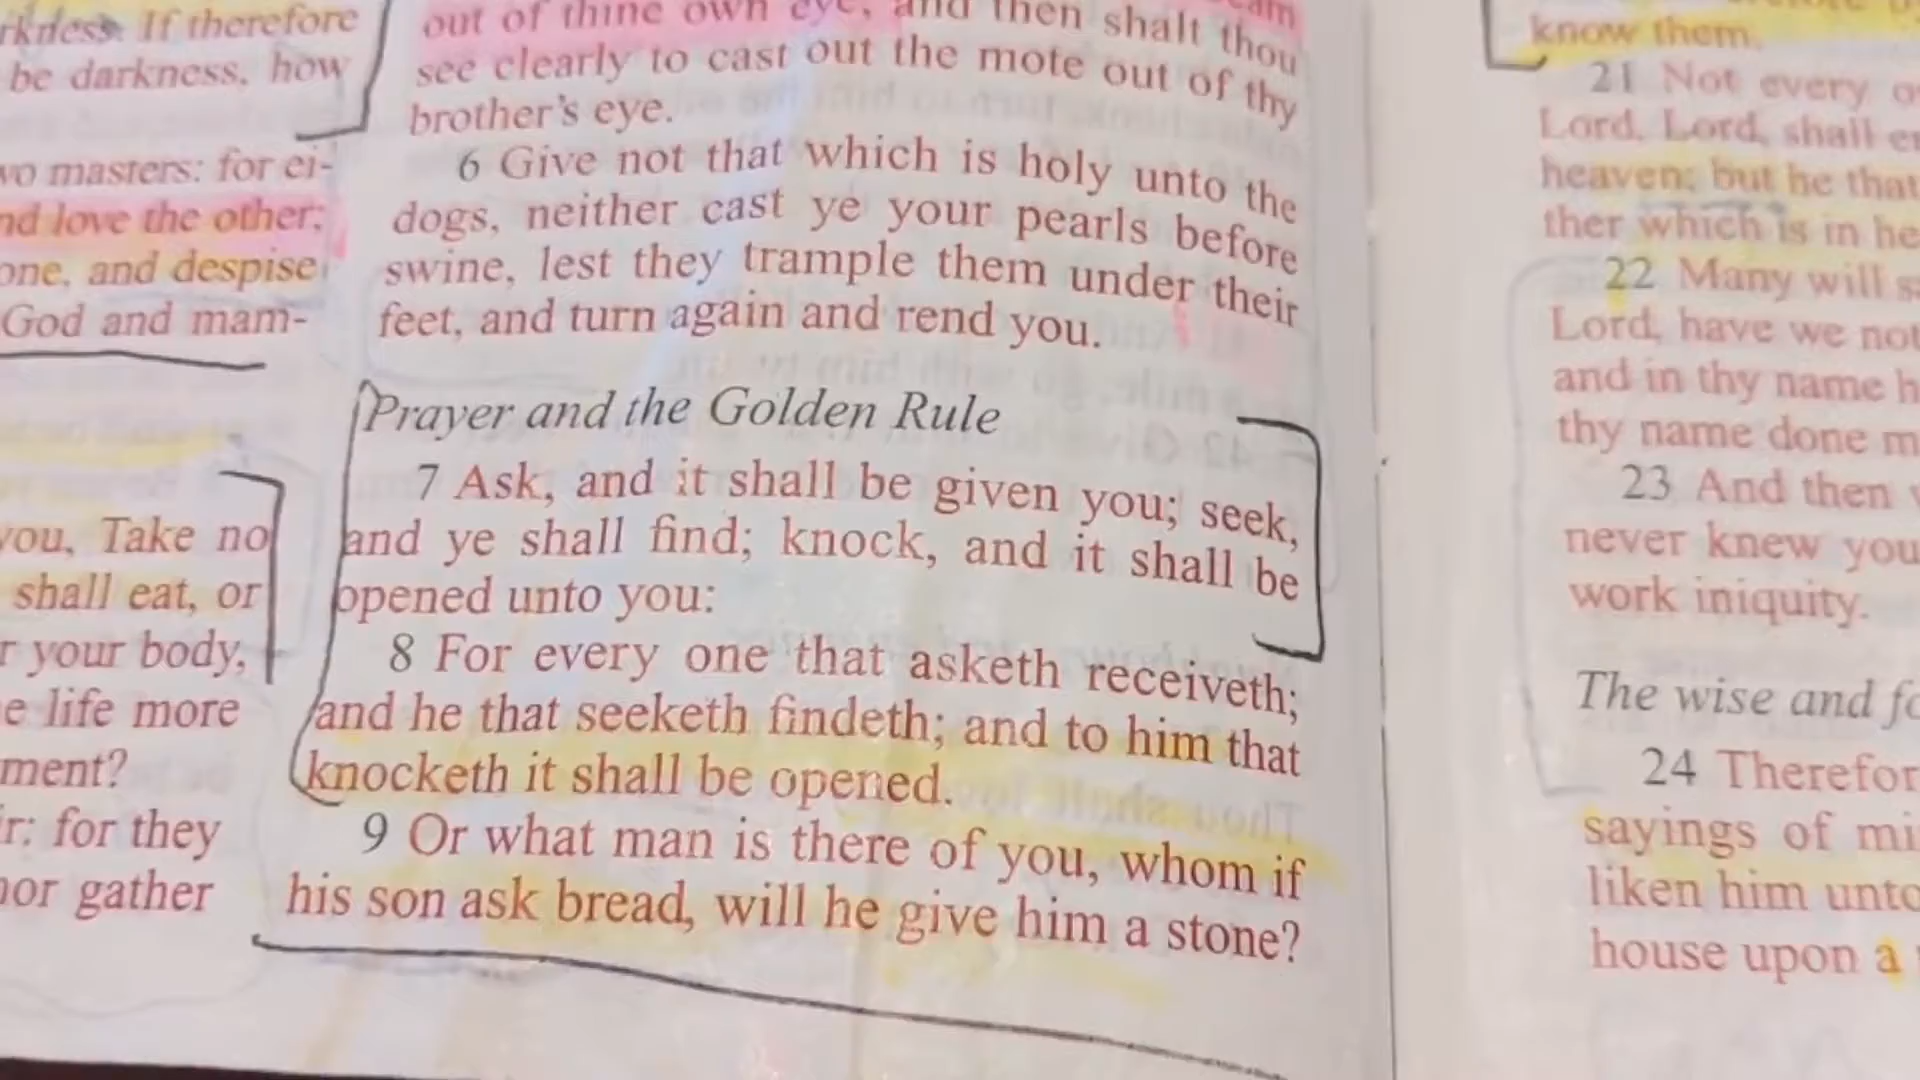 rkness. If therefore
be darkness, how
wo masters: for ei-
nd love the other;
one, and despise
God and mam-
you, Take no
shall eat, or
r your body,
e life more
ment?
ir: for they
nor gather
out of thine own eye, and then shalt thou
see clearly to cast out the mote out of thy
brother's eye.
6 Give not that which is holy unto the
dogs, neither cast ye your pearls before
swine, lest they trample them under their
feet, and turn again and rend you.
Prayer and the Golden Rule
7 Ask, and it shall be given you; seek,
and ye shall find; knock, and it shall be
opened unto you:
8 For every one that asketh receiveth;
and he that seeketh findeth; and to him that
knocketh it shall be opened.
9 Or what man is there of you, whom if
his son ask bread, will he give him a stone?
know them.
21 Not every
Lord, Lord, shall
heaven; but he that
ther which is in he
22 Many will
Lord, have we not
and in thy name h
thy name done m
23 And then
never knew you
work iniquity.
The wise and fo
24 Therefor
sayings of mi
liken him unto
house upon a